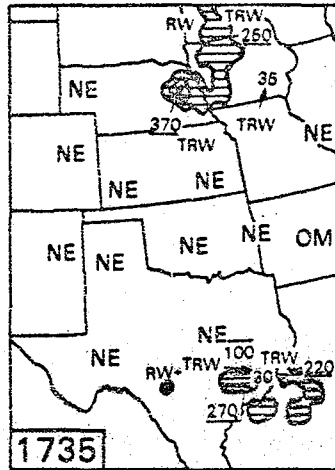 RW TRW
250
35
NE
370 TRW
TRW NE
NE NE
NE OM
NE NE
NE
NE
NE 100 TRW
RW+ TRW 30 220
270
1735